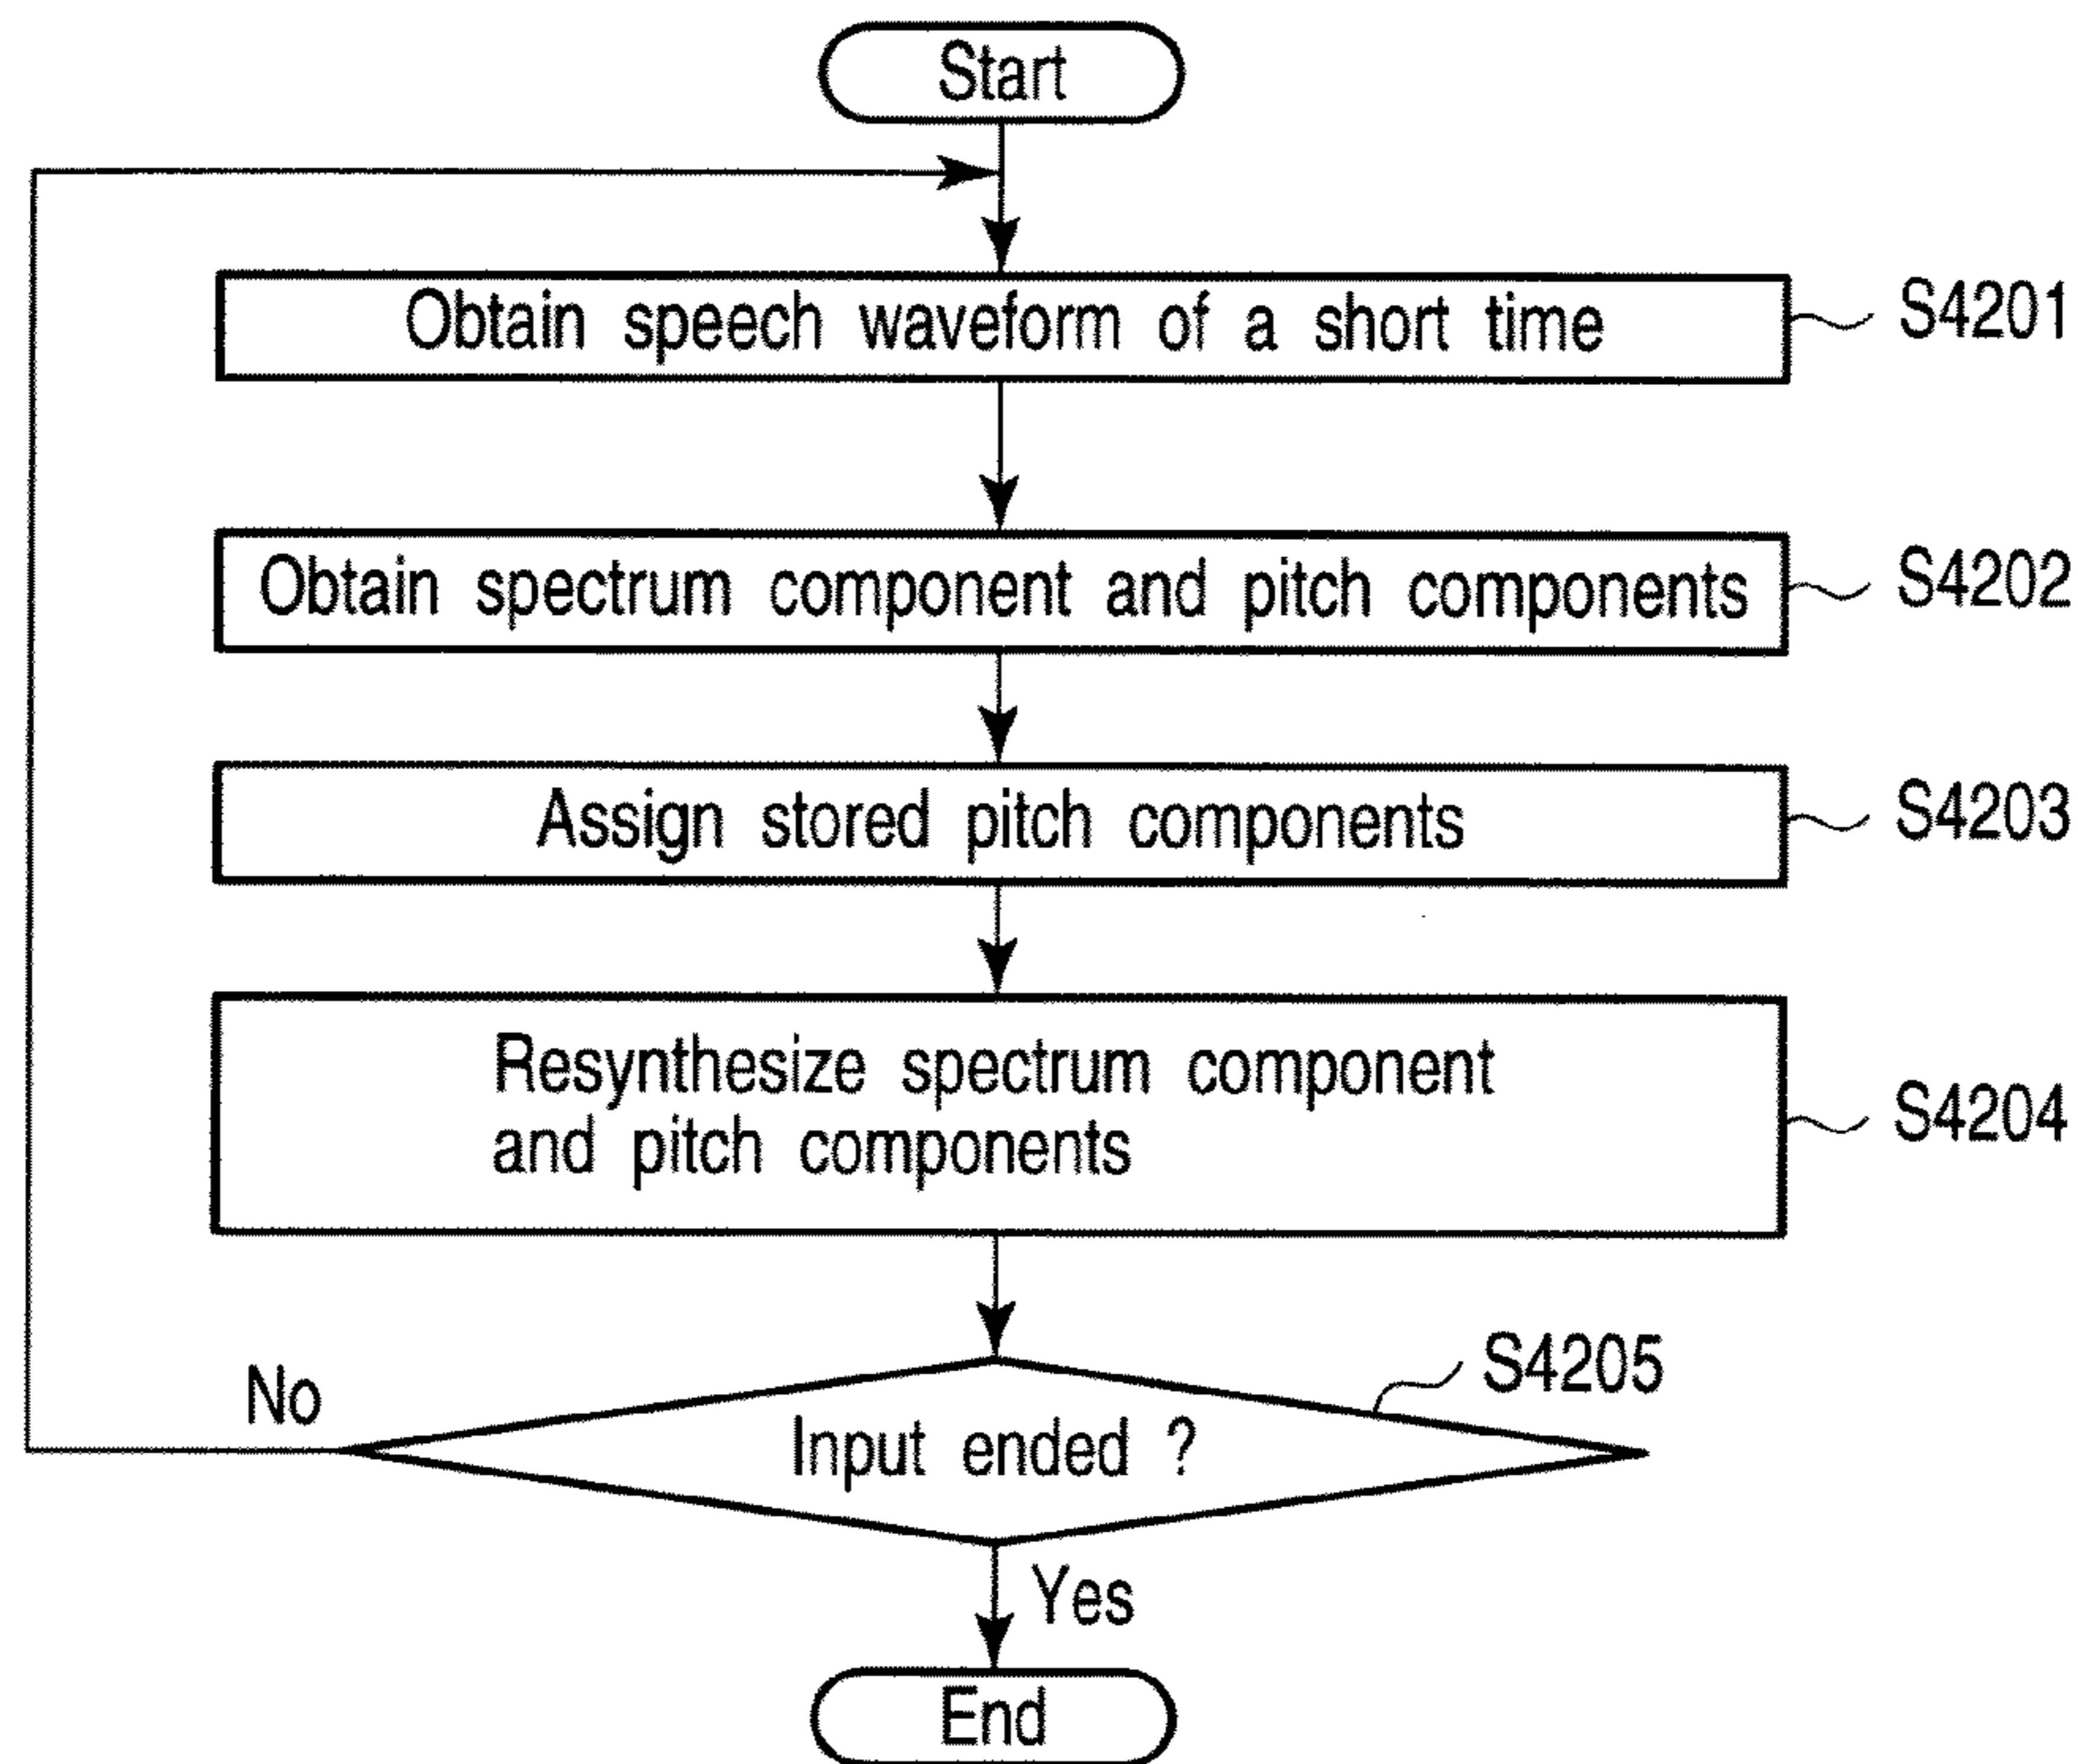 Start
Obtain speech waveform of a short time
S4201
Obtain spectrum component and pitch components
S4202
Assign stored pitch components
S4203
Resynthesize spectrum component
and pitch components
S4204
S4205
No
Input ended ?
Yes
End